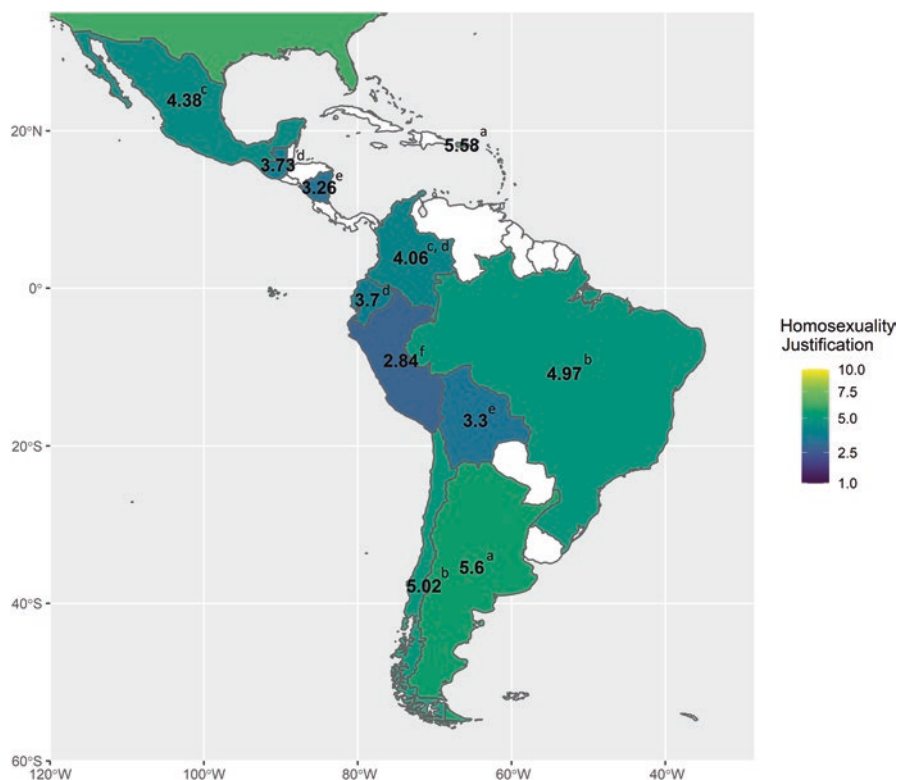 4.38c
20°N
5.58a
3.73d
3.26e
4.06c, d
0°
3.7d
2.84f
4.97b
3.3e
20°S
5.6a
5.02b
40°S
60°S
120°W
100°W
80°W
60°W
40°W
Homosexuality
Justification
10.0
7.5
5.0
2.5
1.0